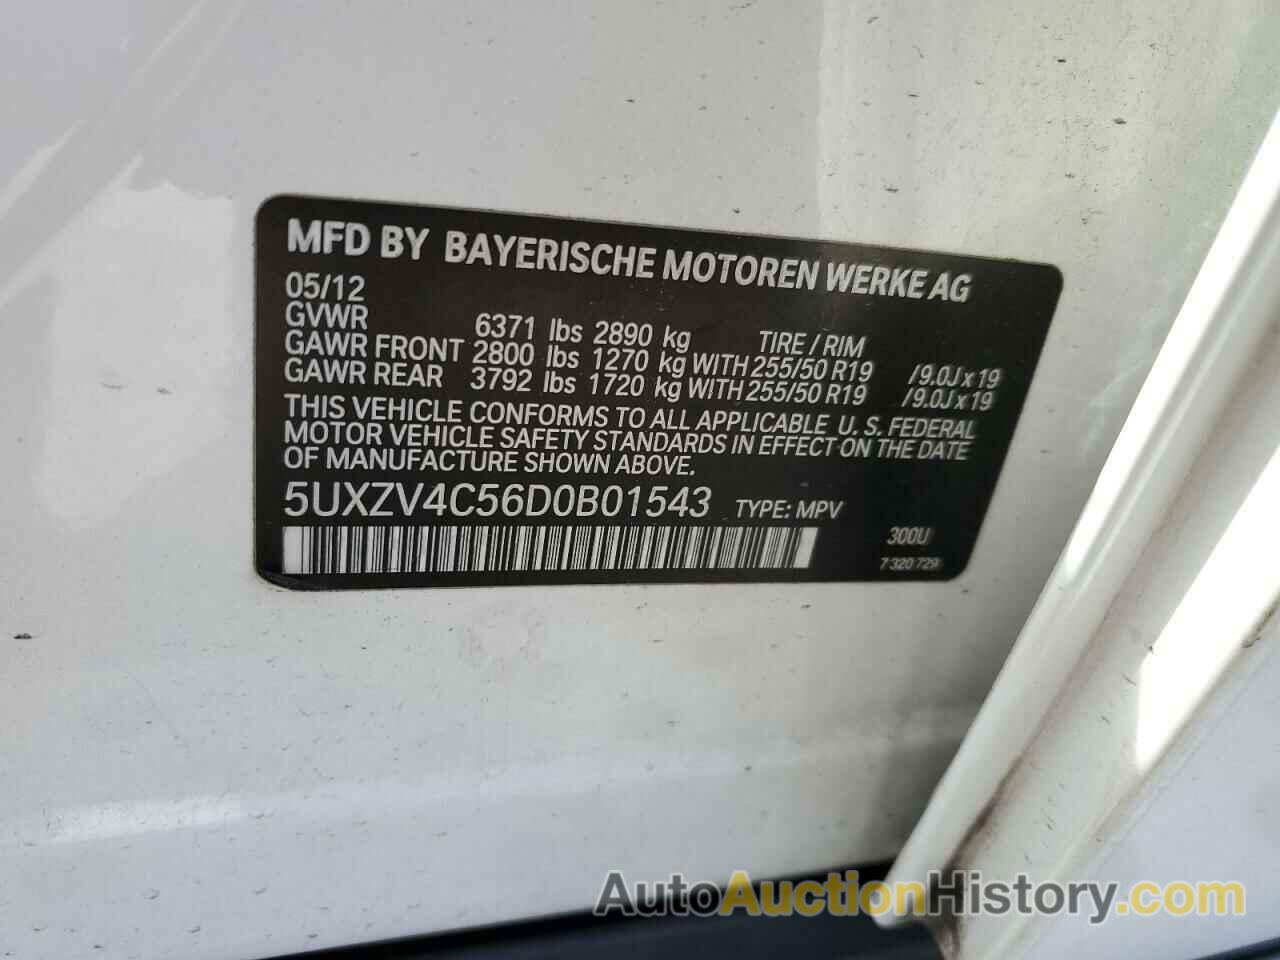 MFD BY BAYERISCHE MOTOREN WERKE AG
05/12
GVWR 6371 lbs 2890 kg TIRE / RIM
GAWR FRONT 2800 lbs 1270 kg WITH 255/50 R19 /9.0J x 19
GAWR REAR 3792 lbs 1720 kg WITH 255/50 R19 /9.0J x 19
THIS VEHICLE CONFORMS TO ALL APPLICABLE U. S. FEDERAL
MOTOR VEHICLE SAFETY STANDARDS IN EFFECT ON THE DATE
OF MANUFACTURE SHOWN ABOVE.
5UXZV4C56D0B01543 TYPE: MPV
300U
7 320 729
AutoAuctionHistory.com